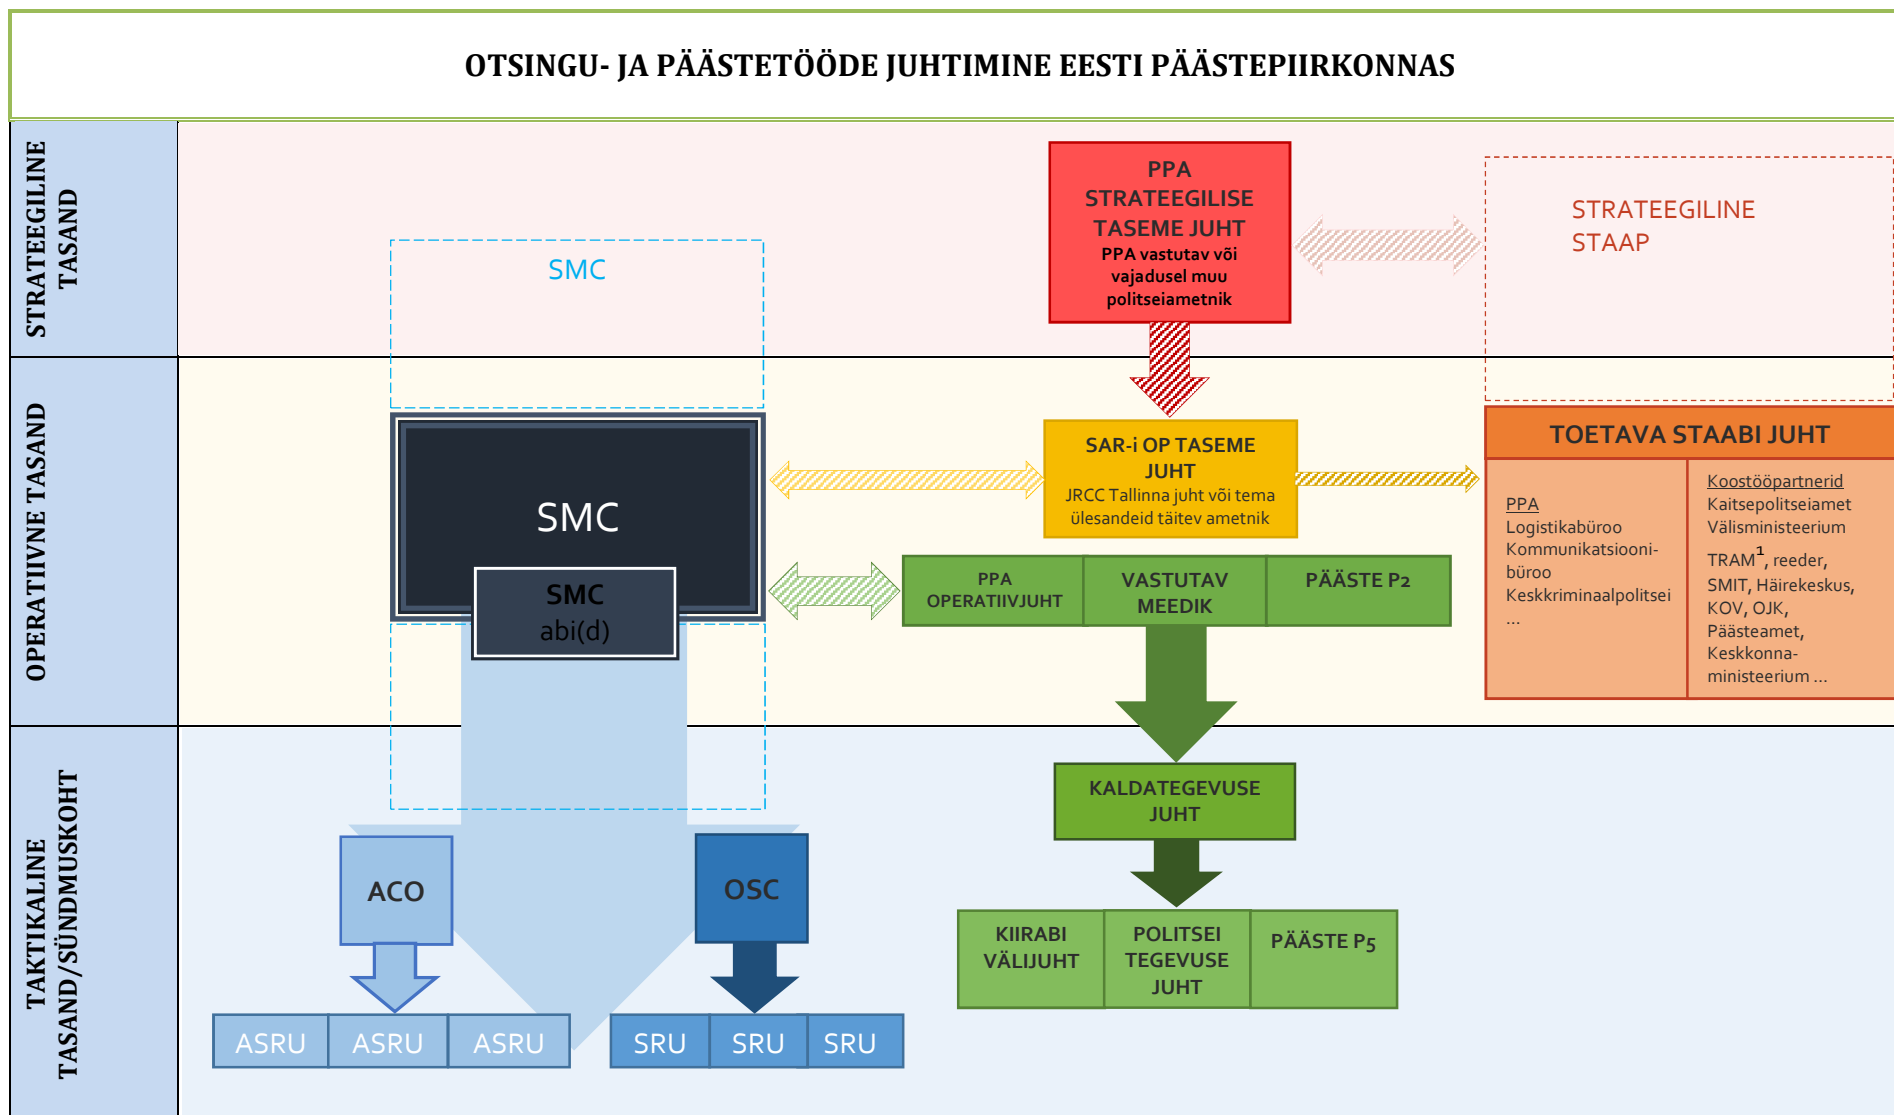 OTSINGU- JA PÄÄSTETÖÖDE JUHTIMINE EESTI PÄÄSTEPIIRKONNAS
STRATEEGILINE
TASAND
SMC
PPA
STRATEEGILISE
TASEME JUHT
PPA vastutav või
vajadusel muu
politseiametnik
STRATEEGILINE
STAAP
OPERATIIVNE TASAND
SMC
SMC
abi(d)
SAR-i OP TASEME
JUHT
JRCC Tallinna juht või tema
ülesandeid täitev ametnik
PPA
OPERATIIVJUHT
VASTUTAV
MEEDIK
PÄÄSTE P2
TOETAVA STAABI JUHT
PPA
Logistikabüroo
Kommunikatsiooni-
büroo
Keskkriminaalpolitsei
...
Koostööpartnerid
Kaitsepolitseiamet
Välisministeerium
TRAM¹, reeder,
SMIT, Häirekeskus,
KOV, OJK,
Päästeamet,
Keskkonna-
ministeerium ...
TAKTIKALINE
TASAND/SÜNDMUSKOHT
ACO
OSC
ASRU
ASRU
ASRU
SRU
SRU
SRU
KALDATEGEVUSE
JUHT
KIIRABI
VÄLIJUHT
POLITSEI
TEGEVUSE
JUHT
PÄÄSTE P5